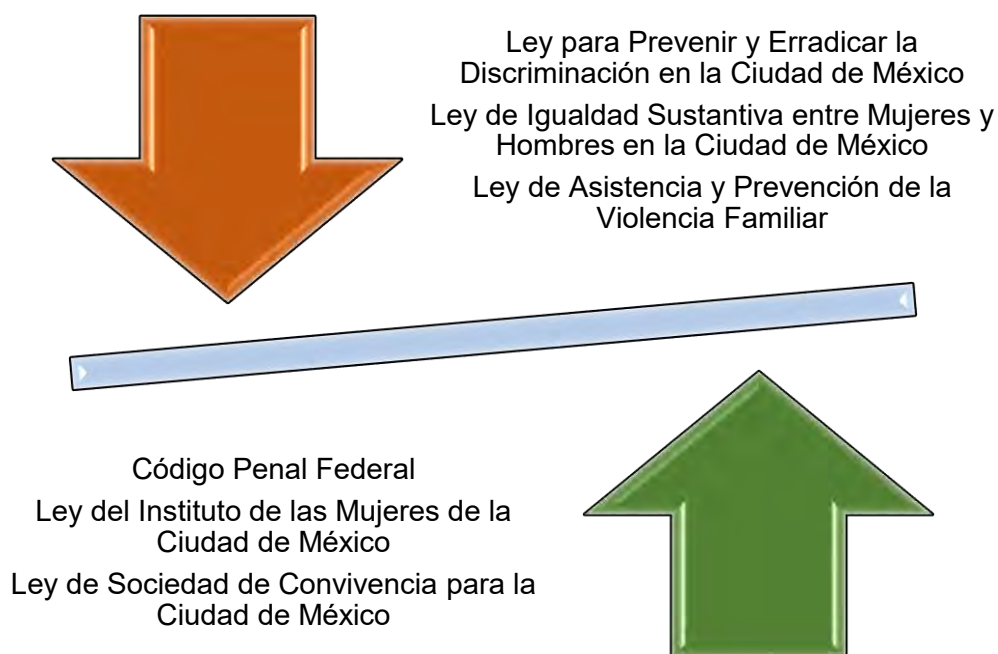 Ley para Prevenir y Erradicar la
Discriminación en la Ciudad de México
Ley de Igualdad Sustantiva entre Mujeres y
Hombres en la Ciudad de México
Ley de Asistencia y Prevención de la
Violencia Familiar
Código Penal Federal
Ley del Instituto de las Mujeres de la
Ciudad de México
Ley de Sociedad de Convivencia para la
Ciudad de México